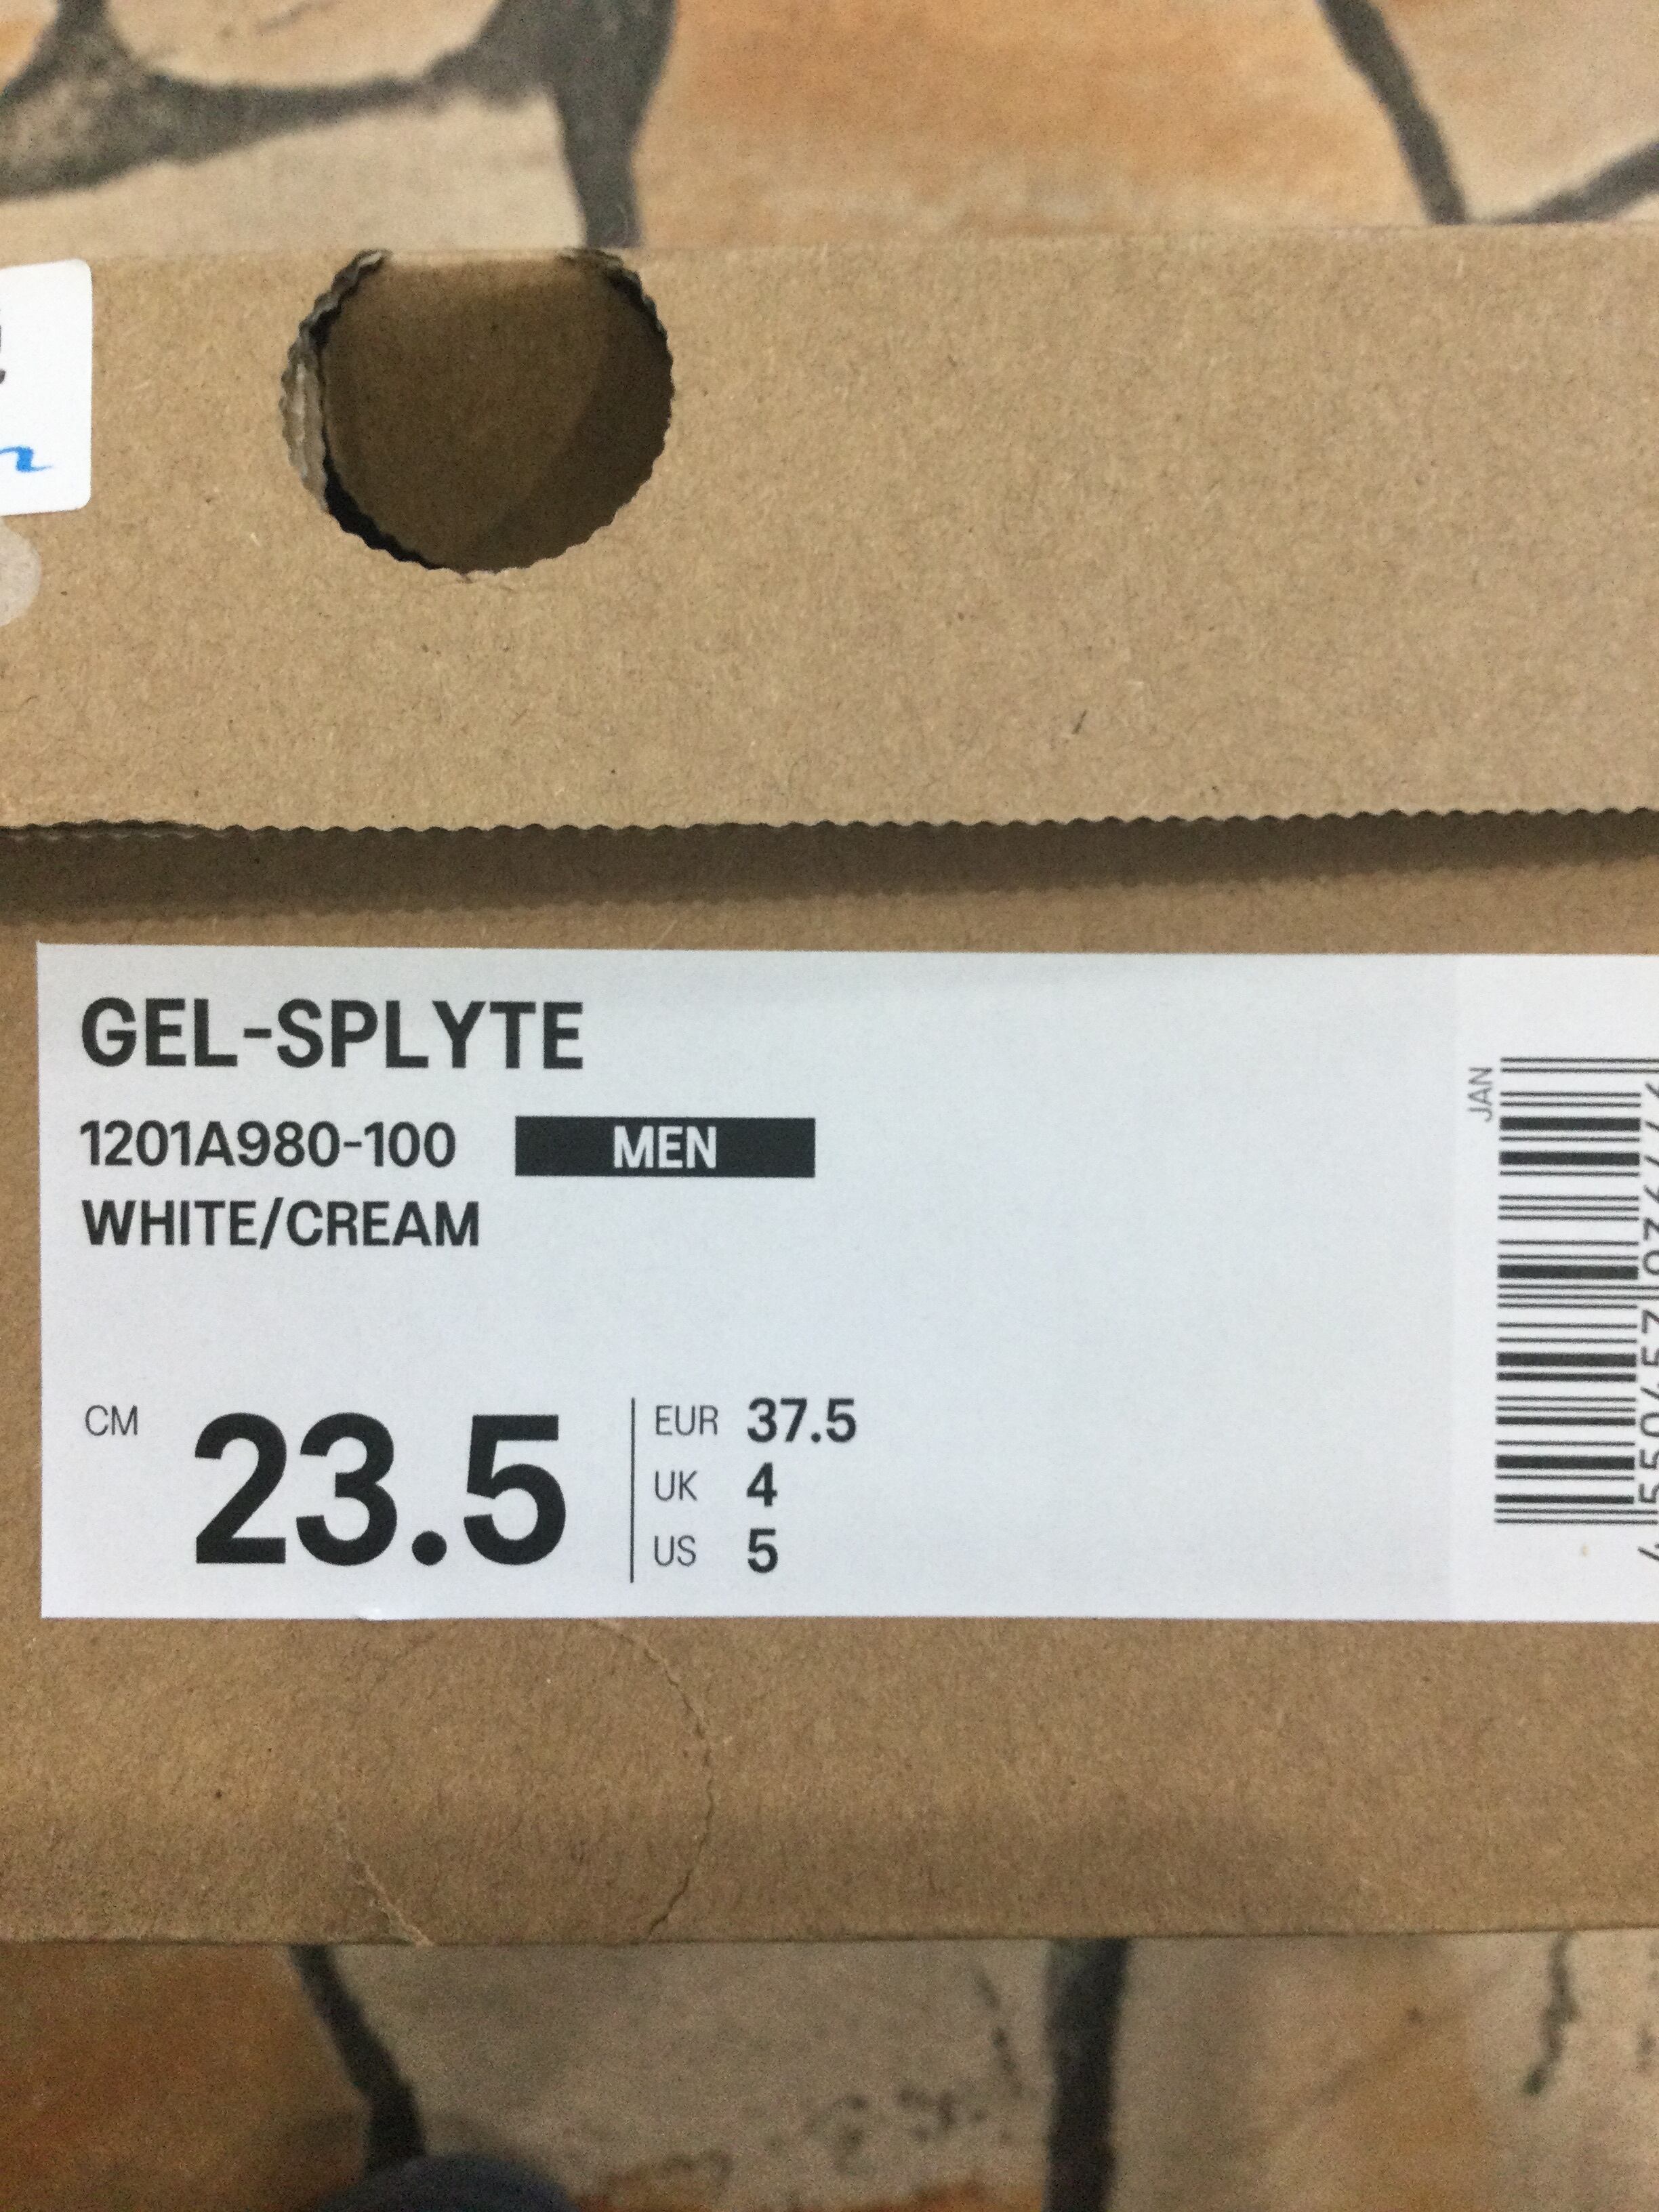 GEL-SPLYTE
1201A980-100 MEN
WHITE/CREAM
CM 23.5
EUR 37.5
UK 4
US 5
JAN